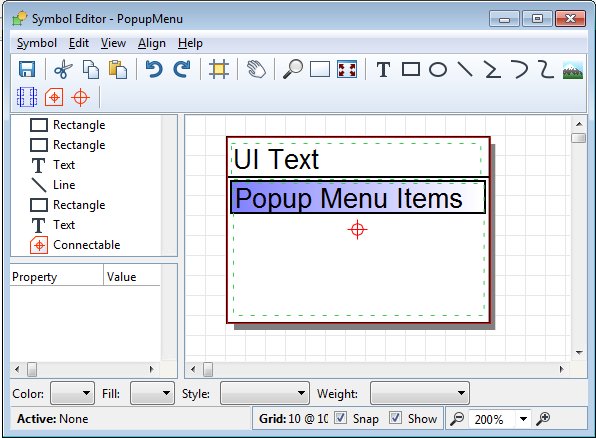 Symbol Editor - PopupMenu
Symbol Edit View Align Help
T
Rectangle
Rectangle
T Text
Line
Rectangle
T Text
Connectable
Property Value
UI Text
Popup Menu Items
Color: Fill: Style: Weight:
Active: None Grid: 10 @ 10 Snap Show 200%